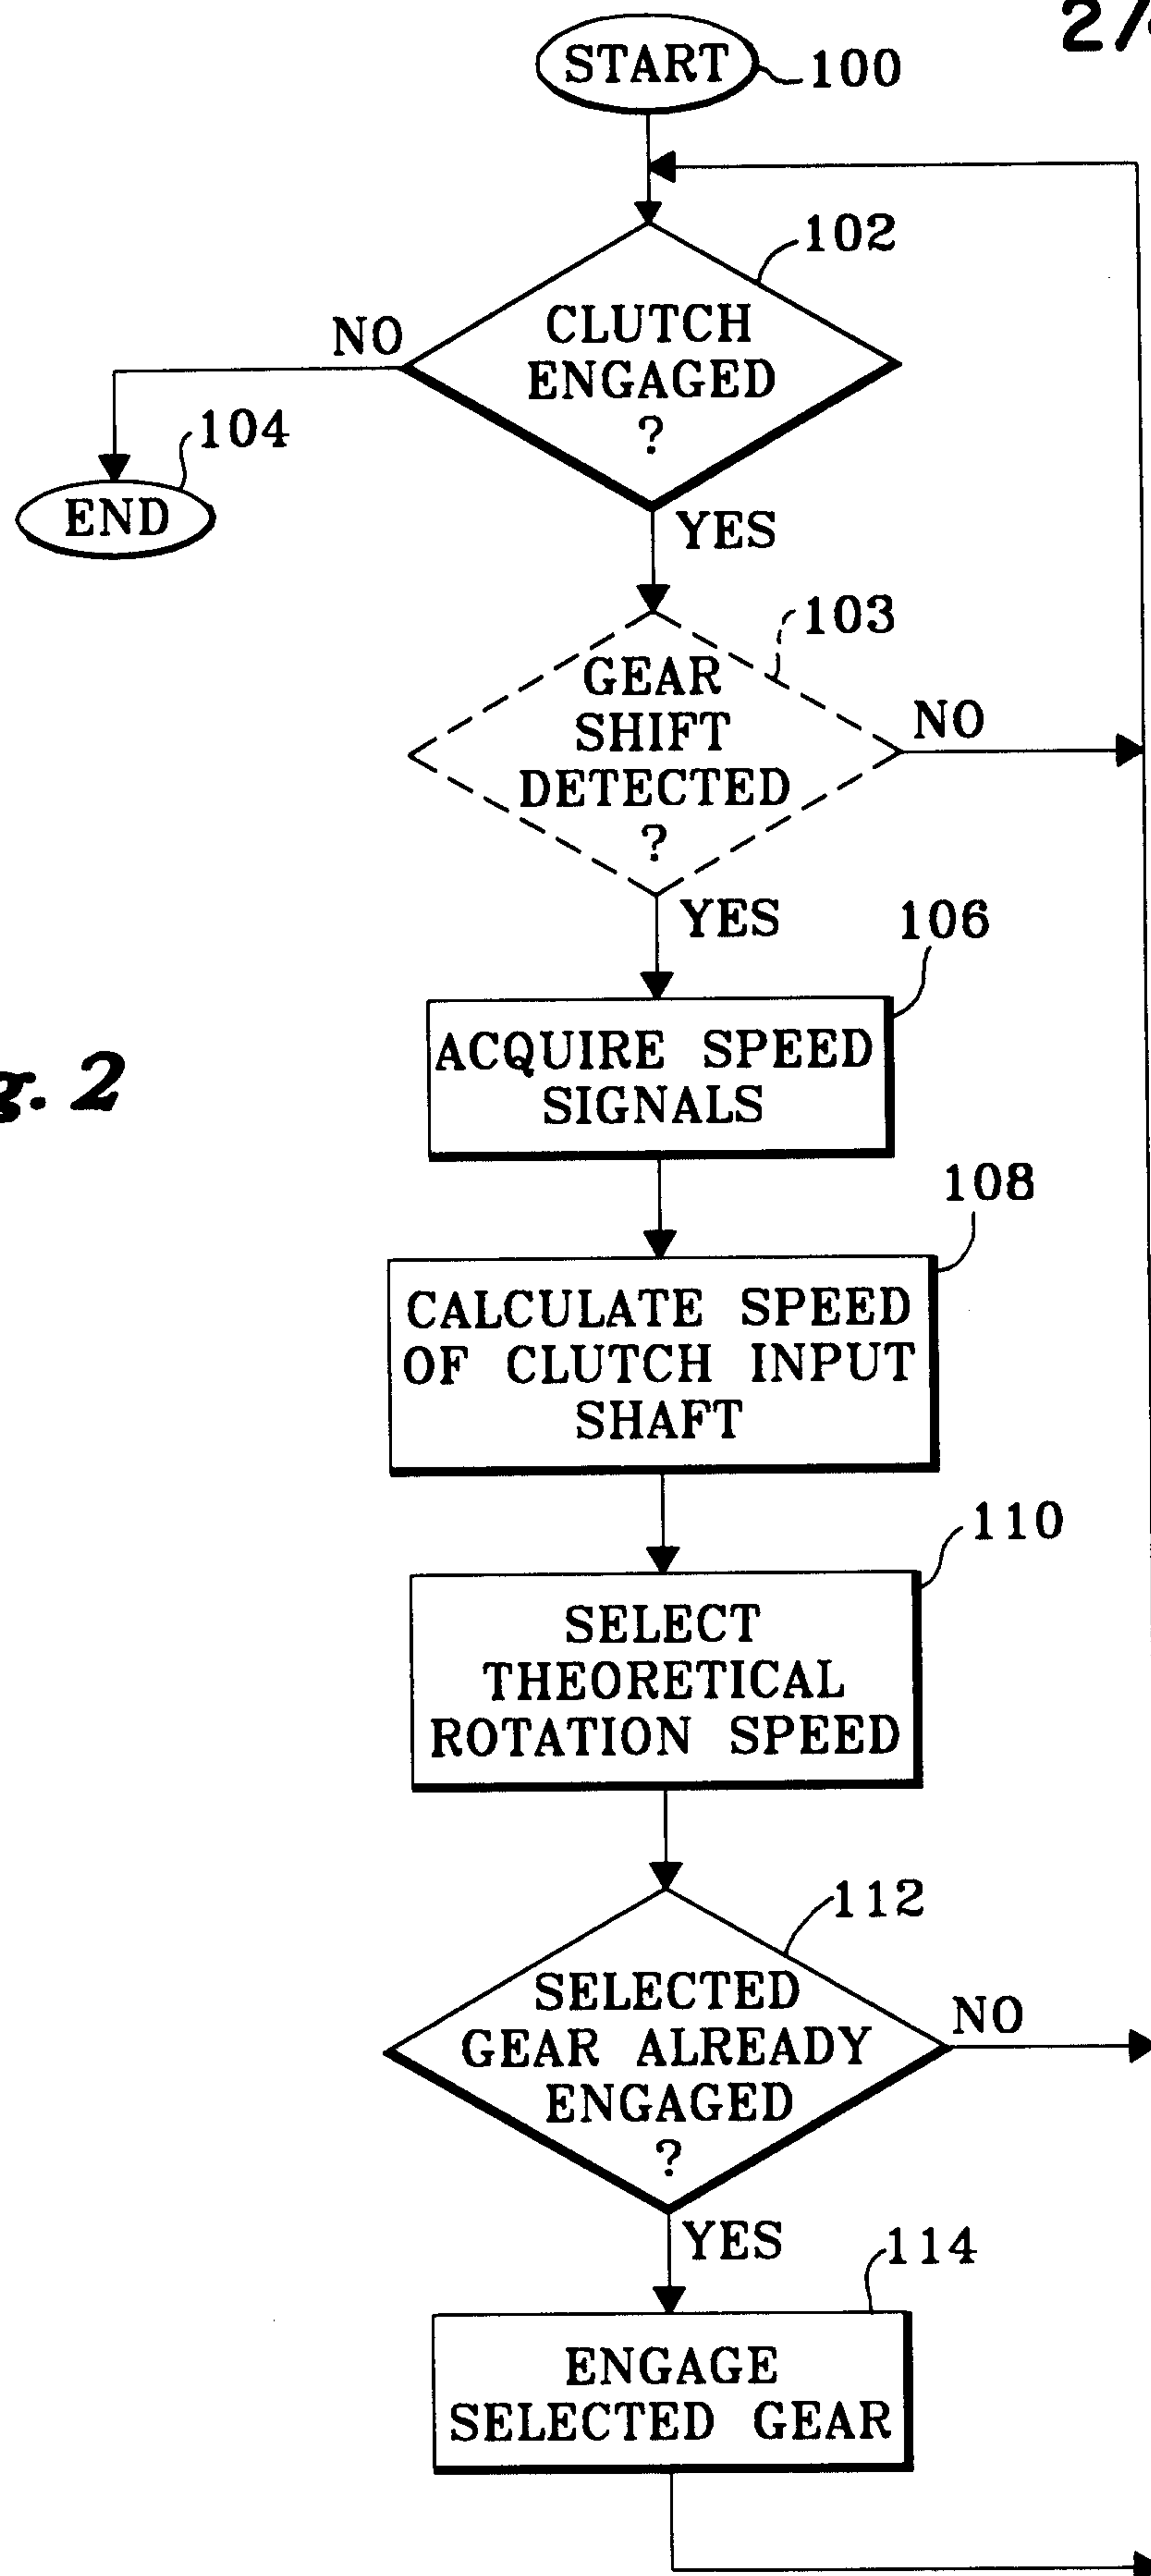 2/
START
100
102
CLUTCH
ENGAGED
?
NO
104
END
YES
103
GEAR
SHIFT
DETECTED
?
NO
YES
106
ACQUIRE SPEED
SIGNALS
g. 2
108
CALCULATE SPEED
OF CLUTCH INPUT
SHAFT
110
SELECT
THEORETICAL
ROTATION SPEED
112
SELECTED
GEAR ALREADY
ENGAGED
?
NO
YES
114
ENGAGE
SELECTED GEAR